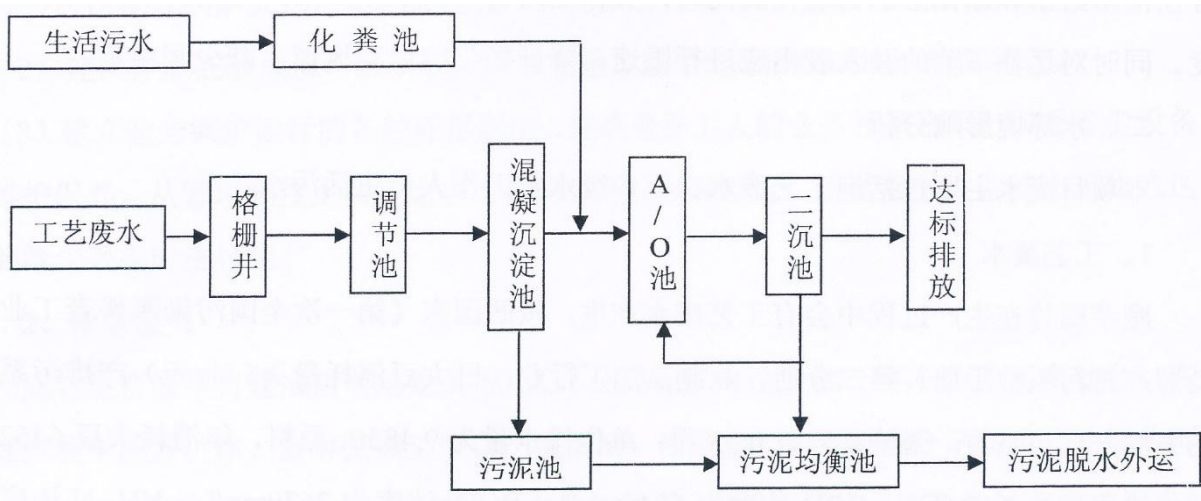 生活污水
化粪池
工艺废水
格栅井
调节池
混凝沉淀池
A/O池
二沉池
达标排放
污泥池
污泥均衡池
污泥脱水外运